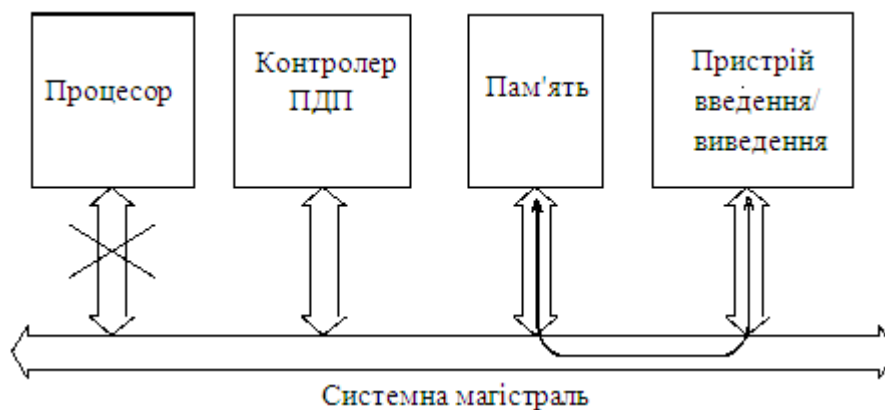 Процесор
Контролер
ПДП
Пам'ять
Пристрій
введення/
виведення
Системна магістраль